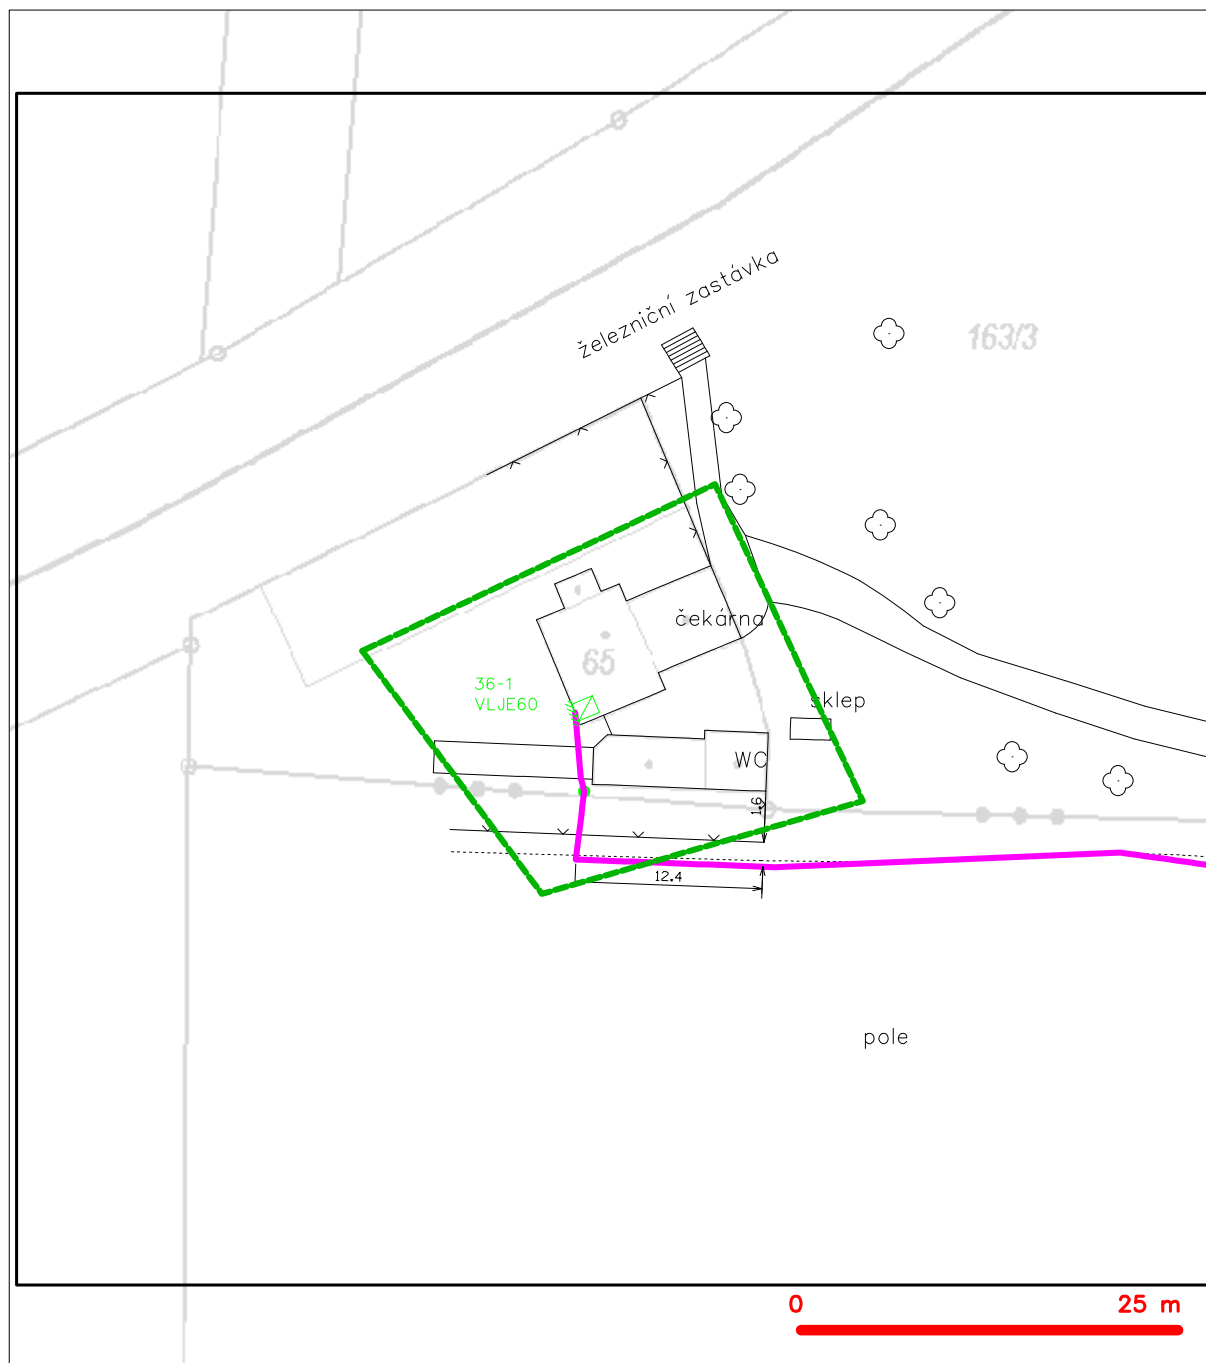 železniční zastávka
163/3
čekárna
65
36-1
VLJE60
sklep
WC
1.6
12.4
pole
0
25 m